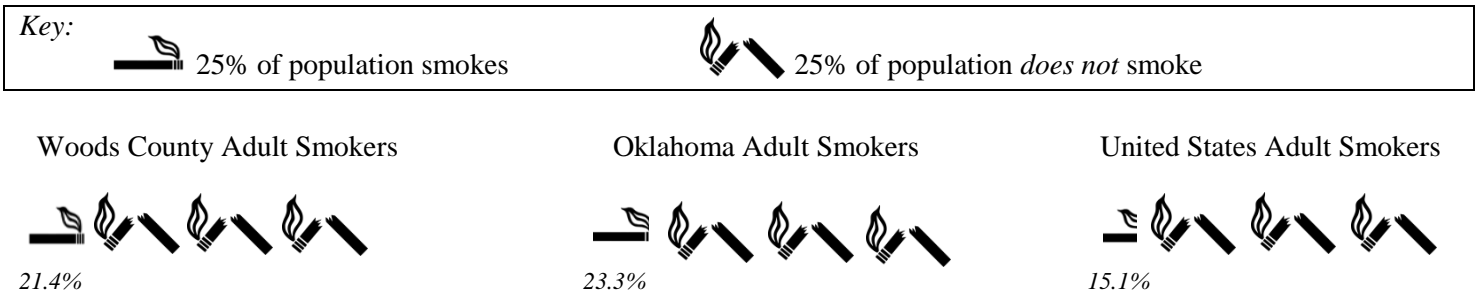 Key:
25% of population smokes 25% of population does not smoke
Woods County Adult Smokers Oklahoma Adult Smokers United States Adult Smokers
21.4% 23.3% 15.1%